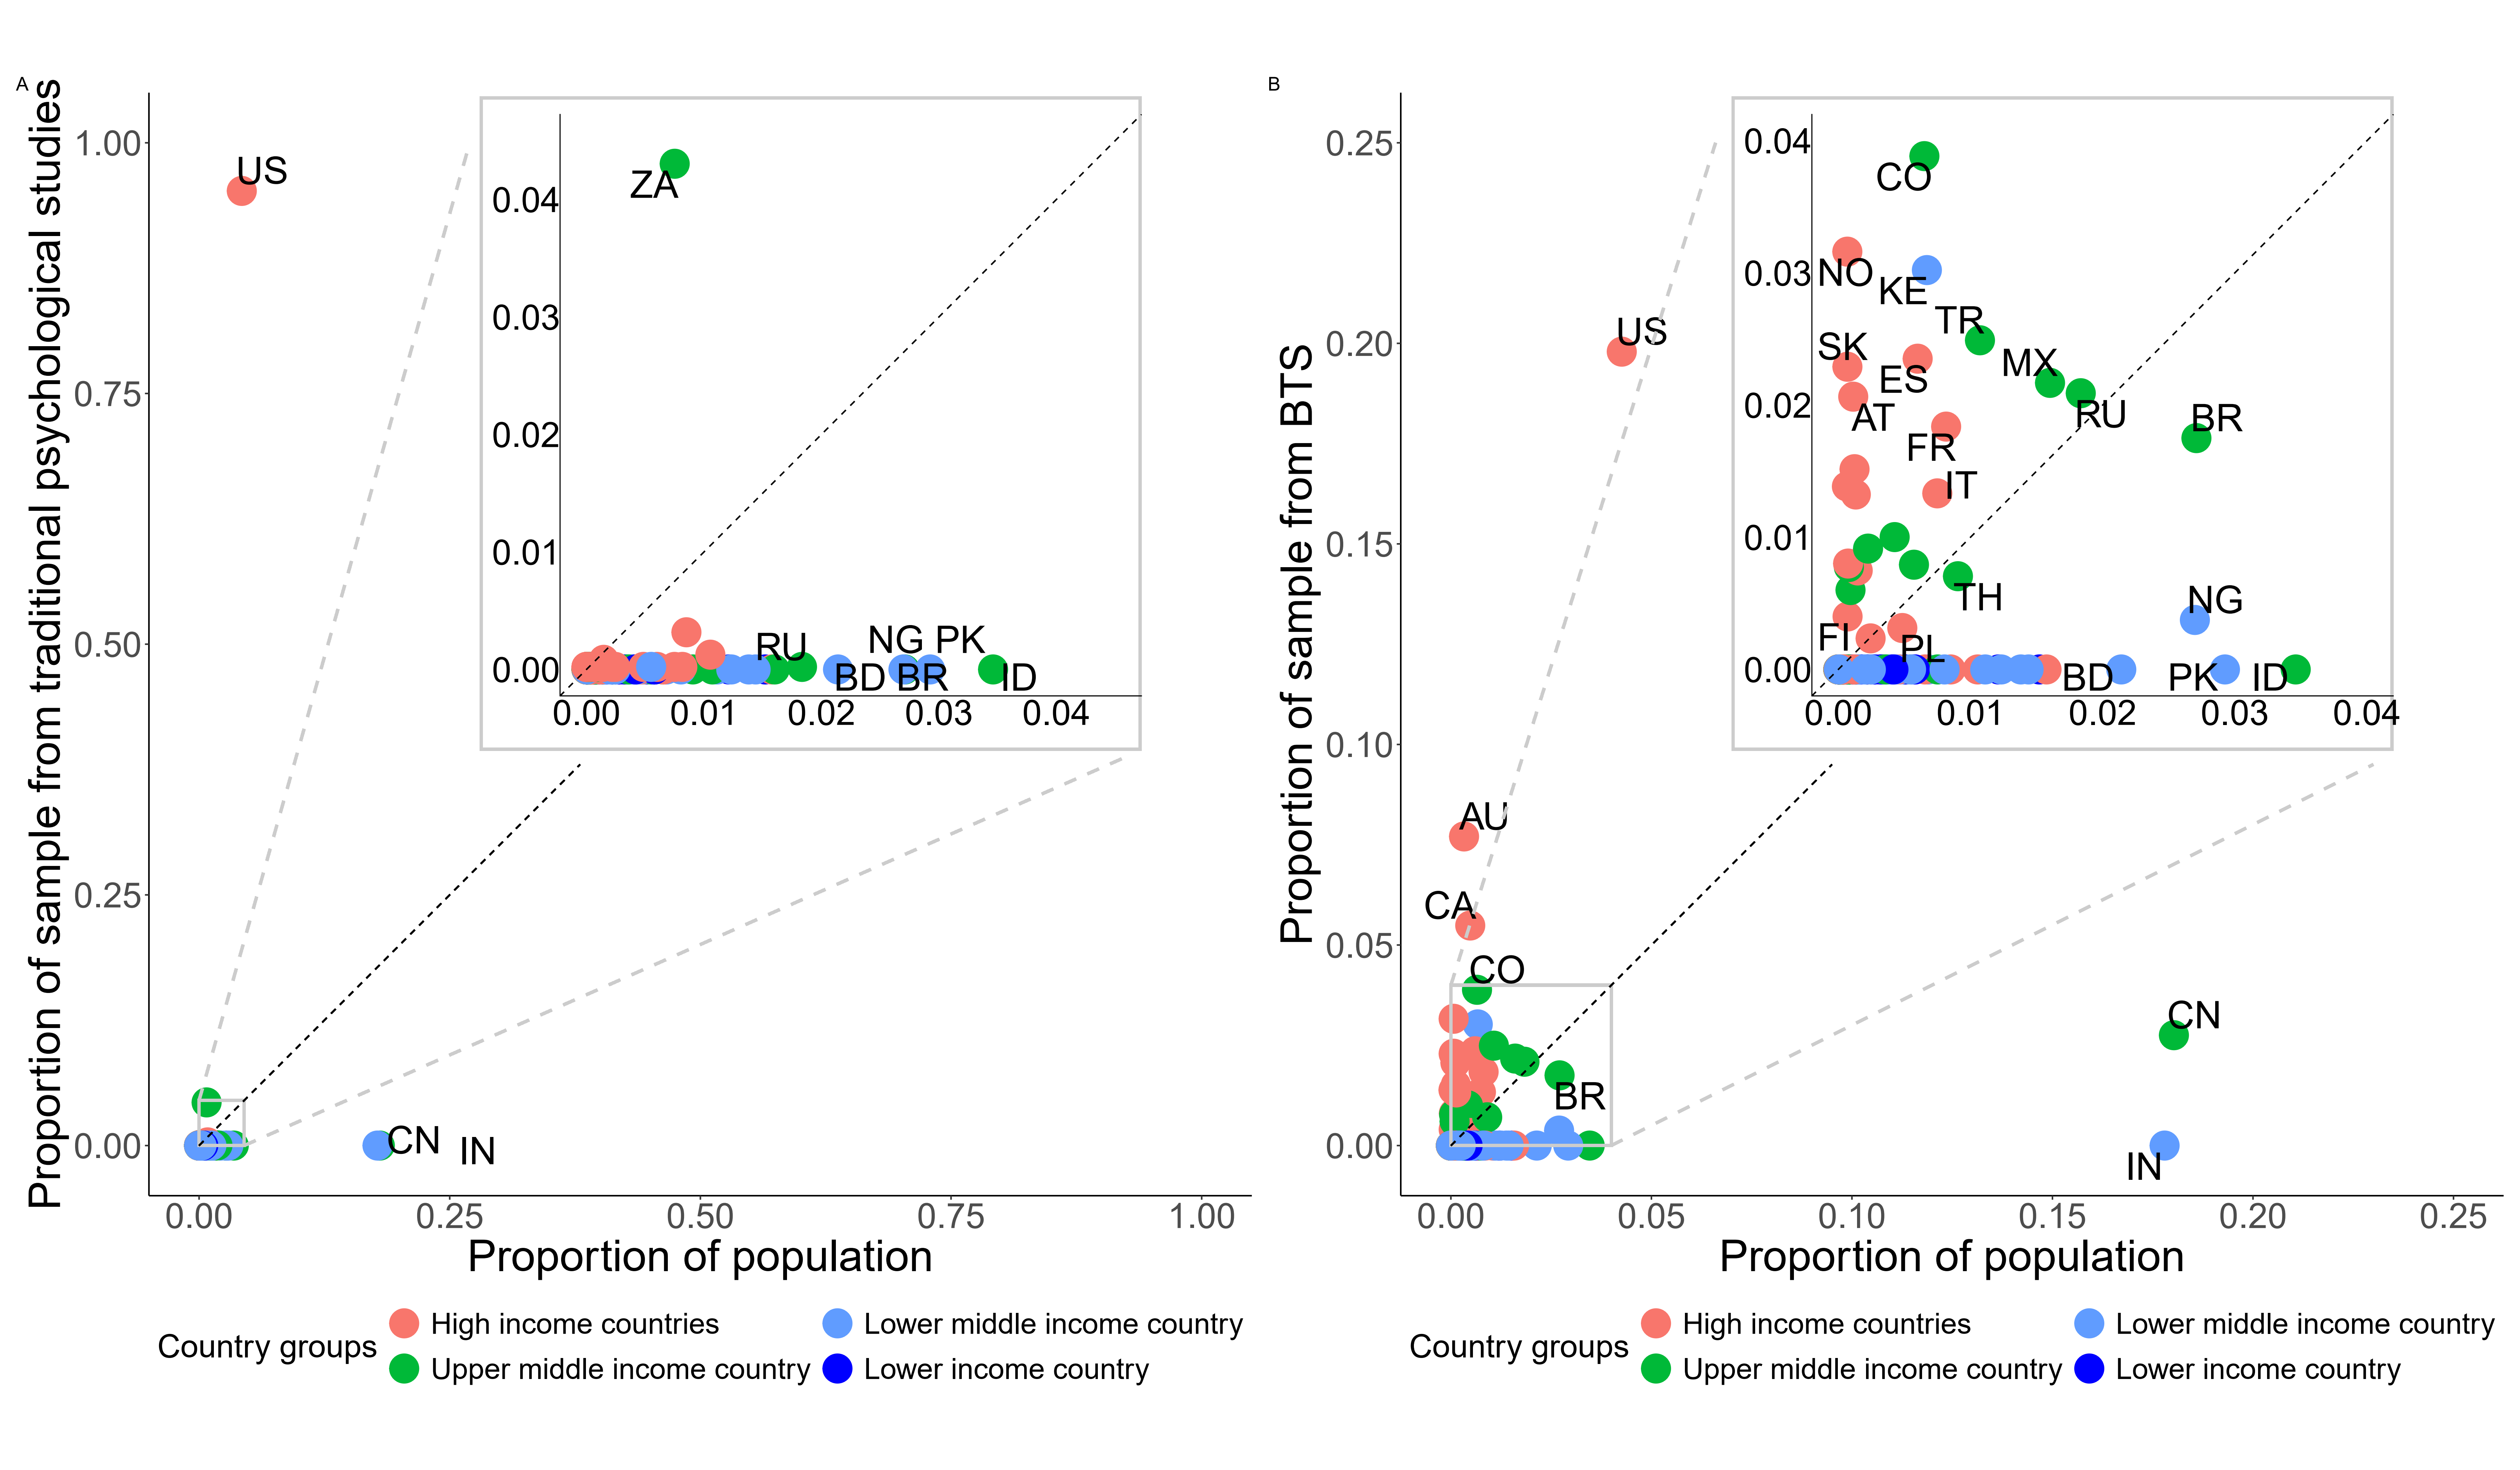 A
Proportion of sample from traditional psychological studies
1.00
0.75
0.50
0.25
0.00
US
CN
IN
0.04
0.03
0.02
0.01
0.00
ZA
RU
NG
PK
BD
BR
ID
0.00 0.01 0.02 0.03 0.04
0.00 0.25 0.50 0.75 1.00
Proportion of population
Country groups
High income countries
Upper middle income country
Lower middle income country
Lower income country
B
Proportion of sample from BTS
0.25
0.20
0.15
0.10
0.05
0.00
US
AU
CA
CO
BR
CN
IN
0.04
0.03
0.02
0.01
0.00
CO
NO
KE
TR
SK
MX
ES
AT
RU
BR
FR
IT
TH
NG
FI
PL
BD
PK
ID
0.00 0.01 0.02 0.03 0.04
0.00 0.05 0.10 0.15 0.20 0.25
Proportion of population
Country groups
High income countries
Upper middle income country
Lower middle income country
Lower income country